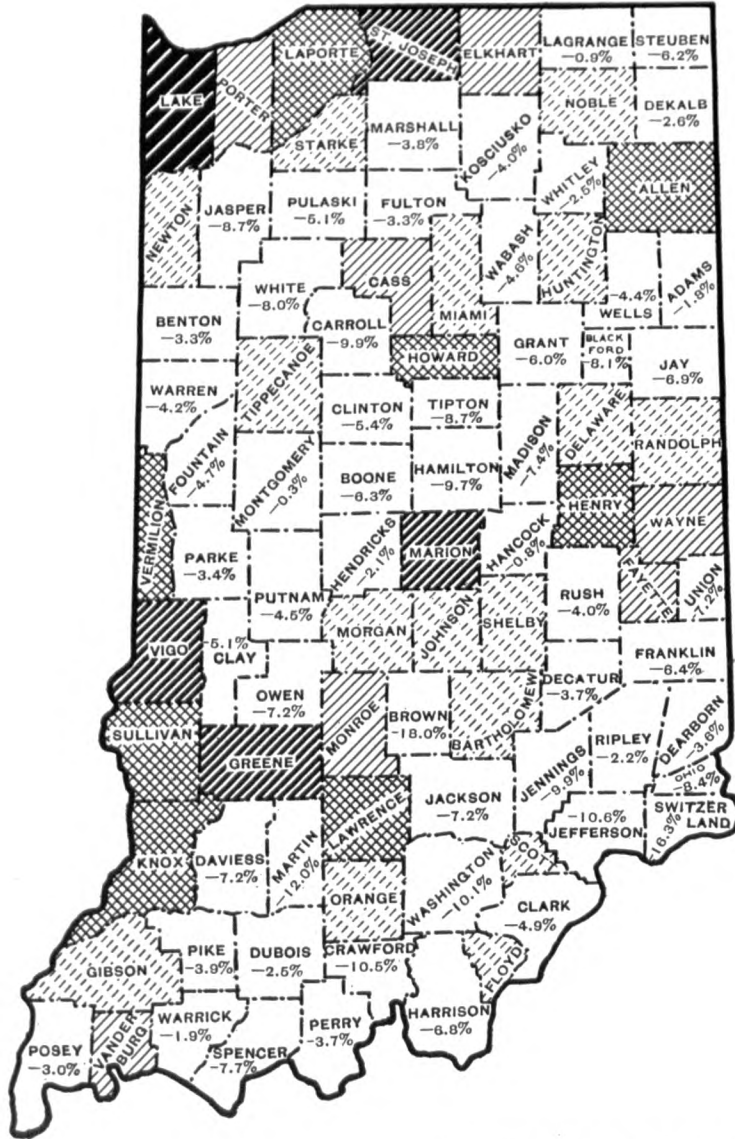 LAPORTE
ST. JOSEPH
ELKHART
LAGRANGE
—0.9%
STEUBEN
—6.2%
LAKE
PORTER
NOBLE
DEKALB
—2.6%
STARKE
MARSHALL
—3.8%
KOSCIUSKO
—4.0%
WHITLEY
—2.5%
ALLEN
NEWTON
JASPER
—8.7%
PULASKI
—5.1%
FULTON
—3.3%
WABASH
—4.6%
HUNTINGTON
—4.4%
WELLS
ADAMS
—1.8%
WHITE
—8.0%
CASS
MIAMI
BENTON
—3.3%
CARROLL
—9.9%
HOWARD
GRANT
—6.0%
BLACK
FORD
—8.1%
JAY
—6.9%
WARREN
—4.2%
TIPPECANOE
CLINTON
—5.4%
TIPTON
—8.7%
MADISON
—7.4%
DELAWARE
RANDOLPH
FOUNTAIN
—4.7%
MONTGOMERY
—0.3%
BOONE
—6.3%
HAMILTON
—9.7%
HENRY
WAYNE
VERMILION
PARKE
—3.4%
PUTNAM
—4.5%
HENDRICKS
—2.1%
MARION
HANCOCK
—0.8%
RUSH
—4.0%
FAYETTE
UNION
—7.2%
VIGO
—5.1%
CLAY
MORGAN
JOHNSON
SHELBY
FRANKLIN
—6.4%
OWEN
—7.2%
DECATUR
—3.7%
SULLIVAN
GREENE
MONROE
BROWN
—18.0%
BARTHOLOMEW
JENNINGS
—9.9%
RIPLEY
—2.2%
DEARBORN
—3.6%
OHIO
—8.4%
SWITZER
LAND
—16.3%
KNOX
DAVIESS
—7.2%
MARTIN
—12.0%
LAWRENCE
JACKSON
—7.2%
—10.6%
JEFFERSON
SCOTT
ORANGE
WASHINGTON
—10.1%
CLARK
—4.9%
GIBSON
PIKE
—3.9%
DUBOIS
—2.5%
CRAWFORD
—10.5%
FLOYD
HARRISON
—6.8%
POSEY
—3.0%
VANDER
BURG
WARRICK
—1.9%
SPENCER
—7.7%
PERRY
—3.7%